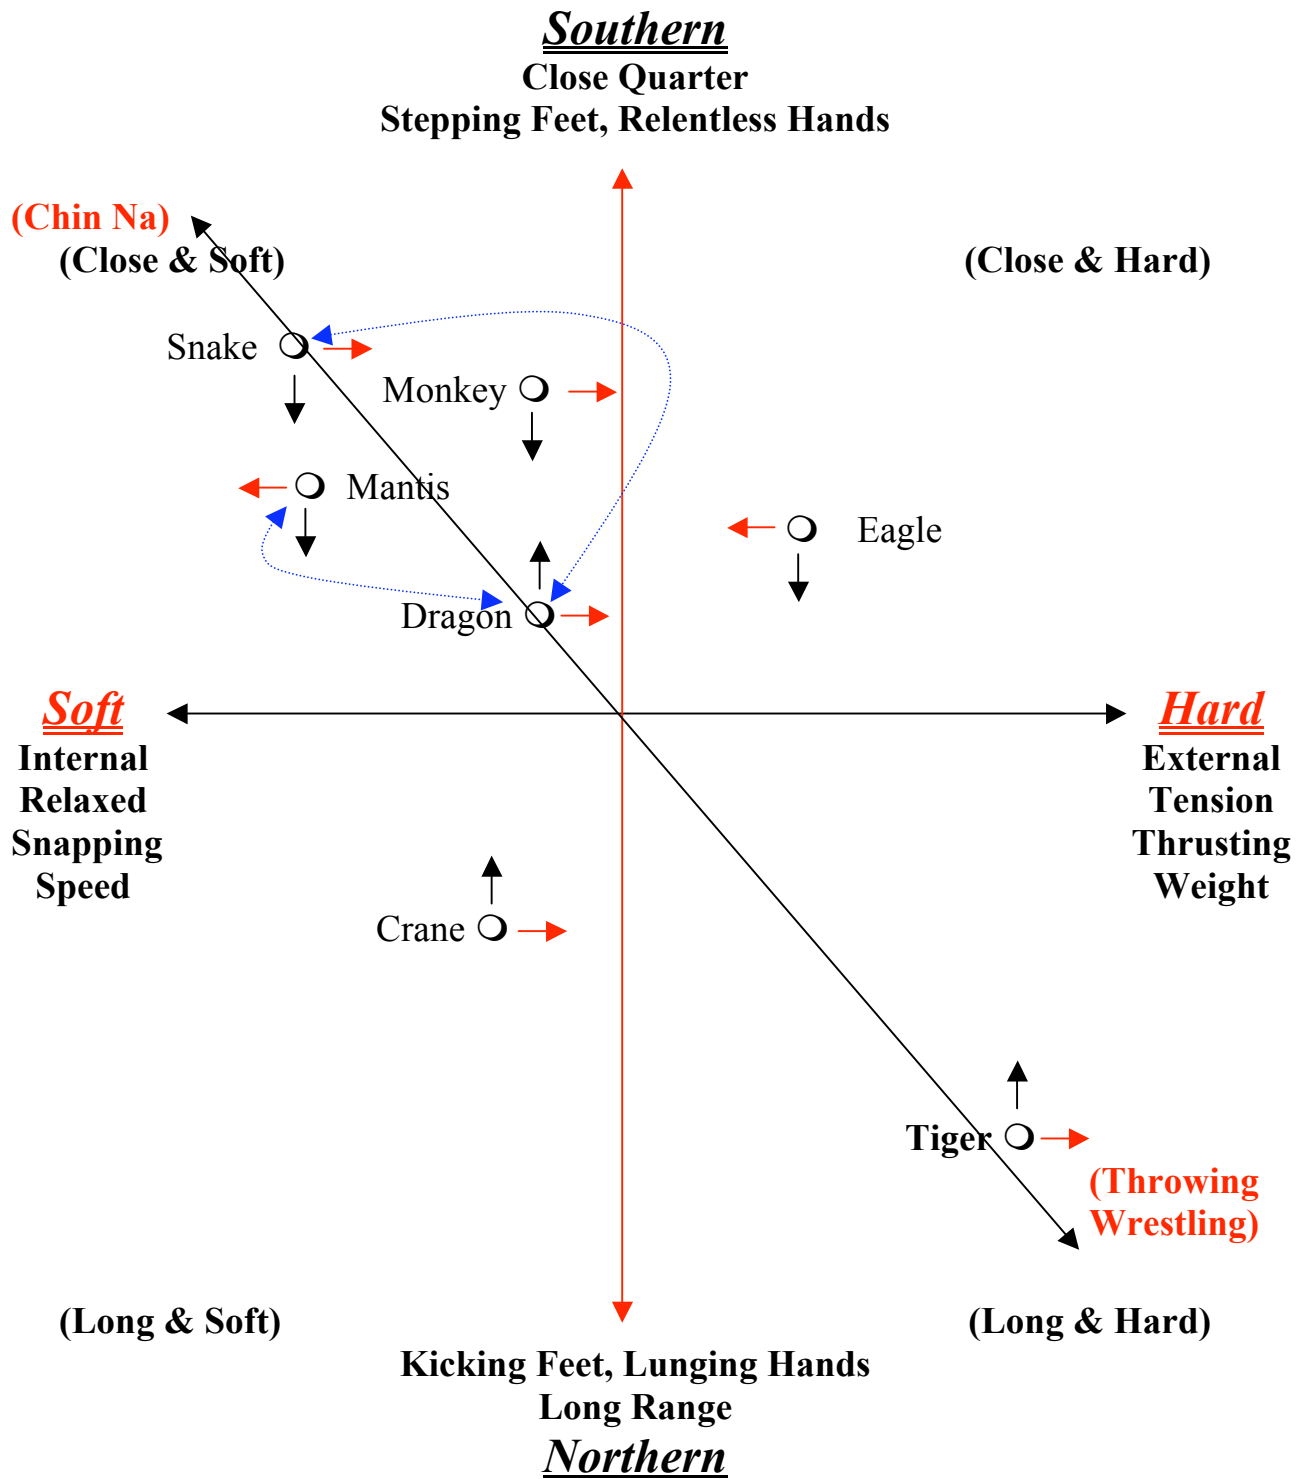 Southern
Close Quarter
Stepping Feet, Relentless Hands
(Chin Na)
(Close & Soft)
(Close & Hard)
Snake
Monkey
Mantis
Eagle
Dragon
Soft
Internal
Relaxed
Snapping
Speed
Hard
External
Tension
Thrusting
Weight
Crane
Tiger
(Throwing
Wrestling)
(Long & Soft)
(Long & Hard)
Kicking Feet, Lunging Hands
Long Range
Northern